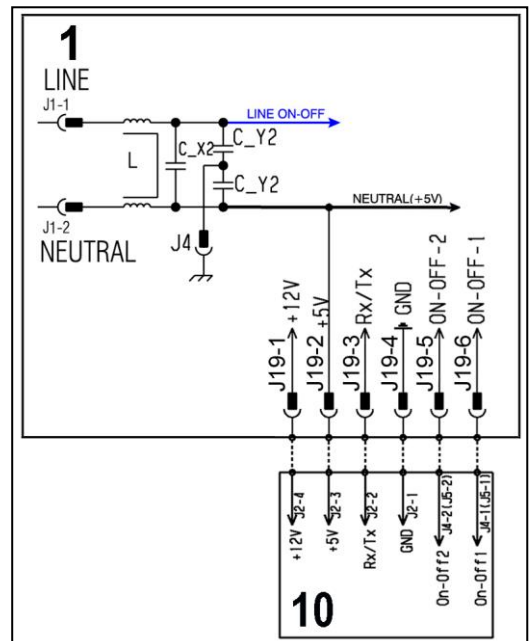 1
LINE
J1-1
LINE ON-OFF
C_Y2
C_X2
L
C_Y2
NEUTRAL(+5V)
J1-2
NEUTRAL
J4
+12V
+5V
Rx/Tx
GND
ON-OFF-2
ON-OFF-1
J19-1
J19-2
J19-3
J19-4
J19-5
J19-6
J2-4
J2-3
J2-2
J2-1
J4-2(J5-2)
J4-1(J5-1)
+12V
+5V
Rx/Tx
GND
On-Off2
On-Off1
10